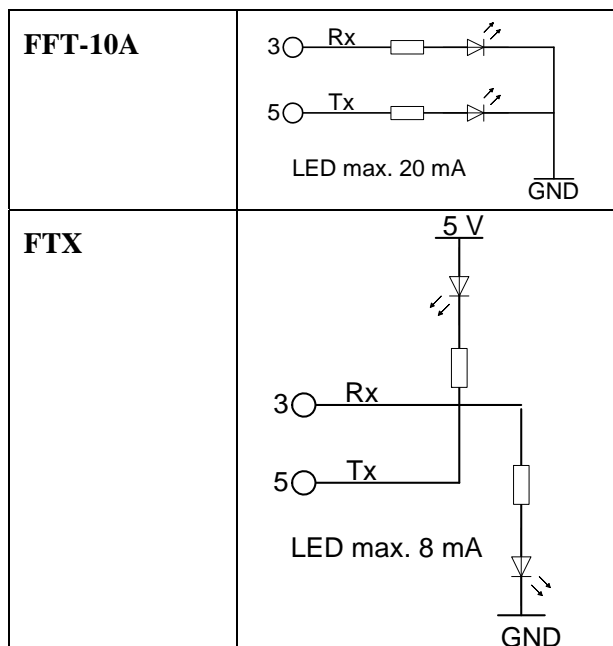 FFT-10A
3 Rx
5 Tx
LED max. 20 mA
GND
FTX
5 V
3 Rx
5 Tx
LED max. 8 mA
GND